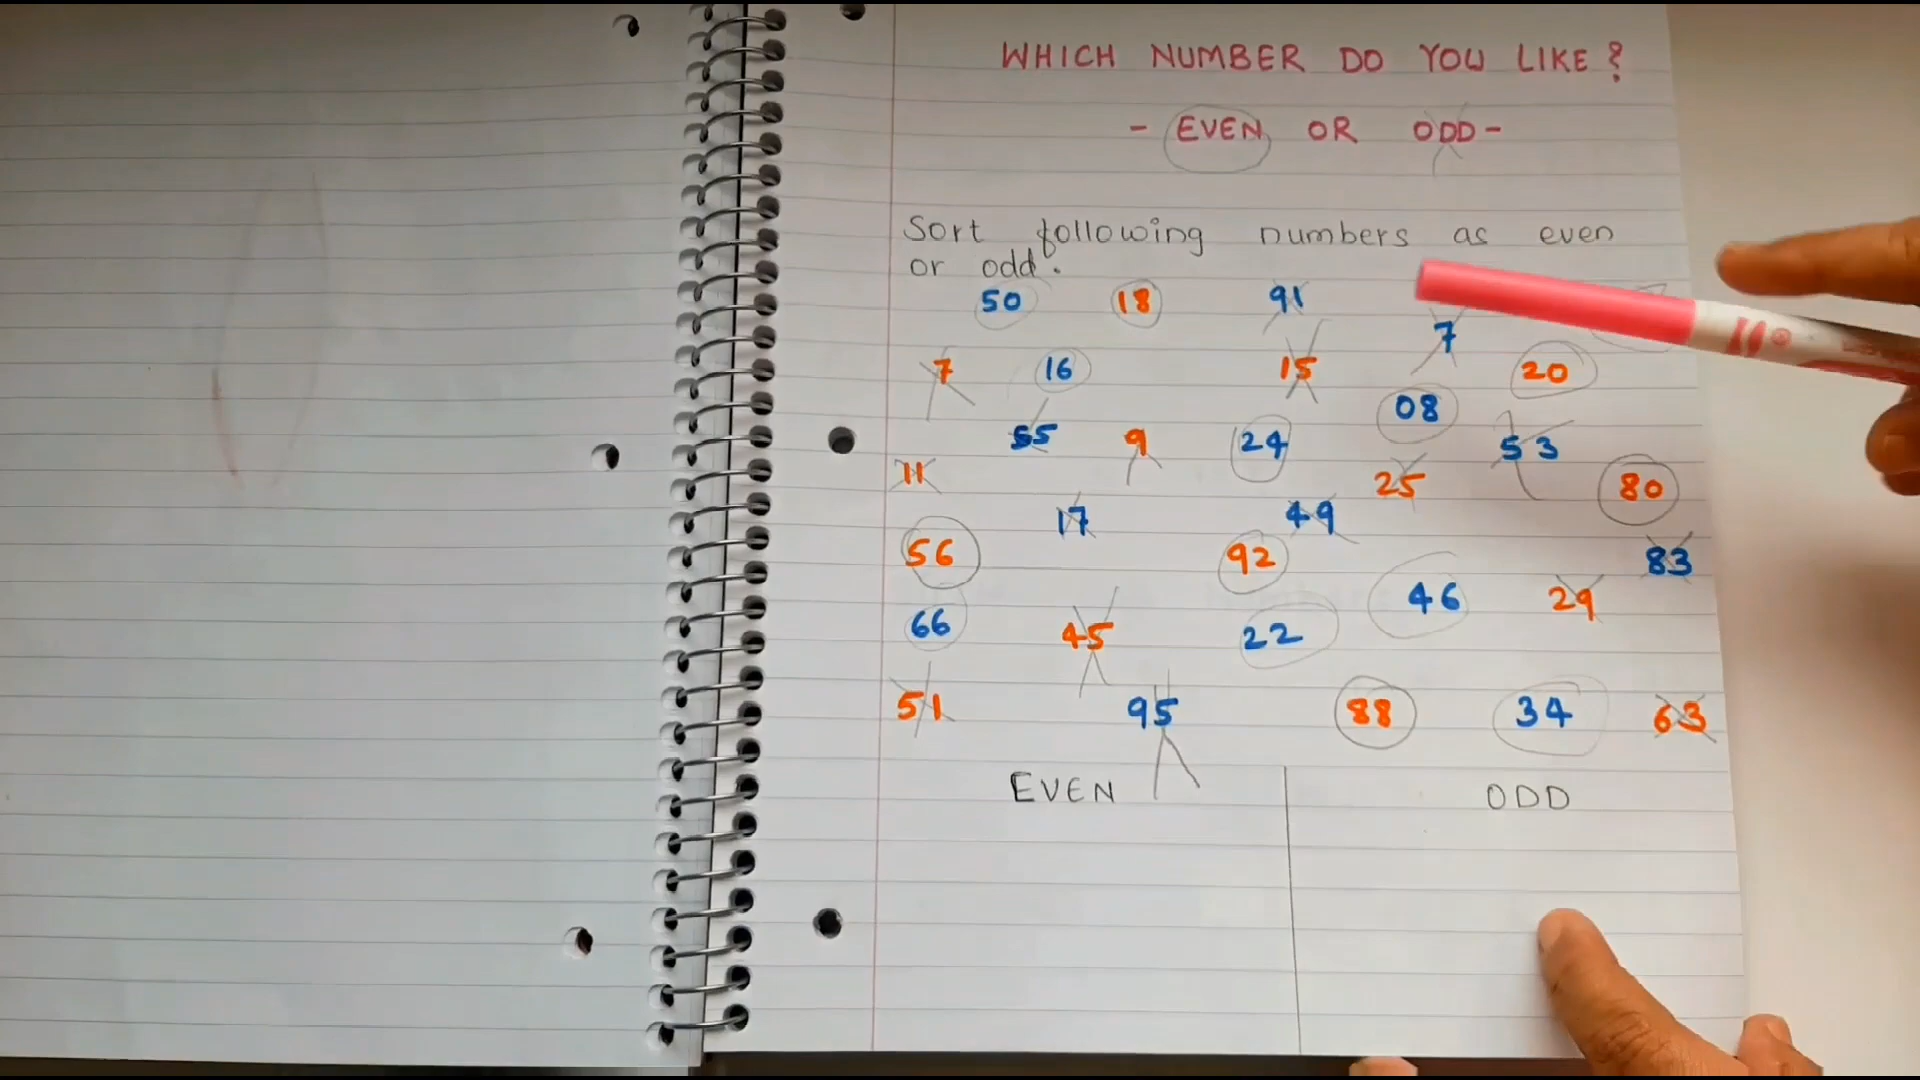 WHICH NUMBER DO YOU LIKE?
- EVEN OR ODD-
Sort following numbers as even
or odd.
50 18 91
7
7 16 15 20
08
55 9 24 53
11 25 80
17 49
56 92 83
46 29
66 45 22
51 95 88 34 63
EVEN ODD